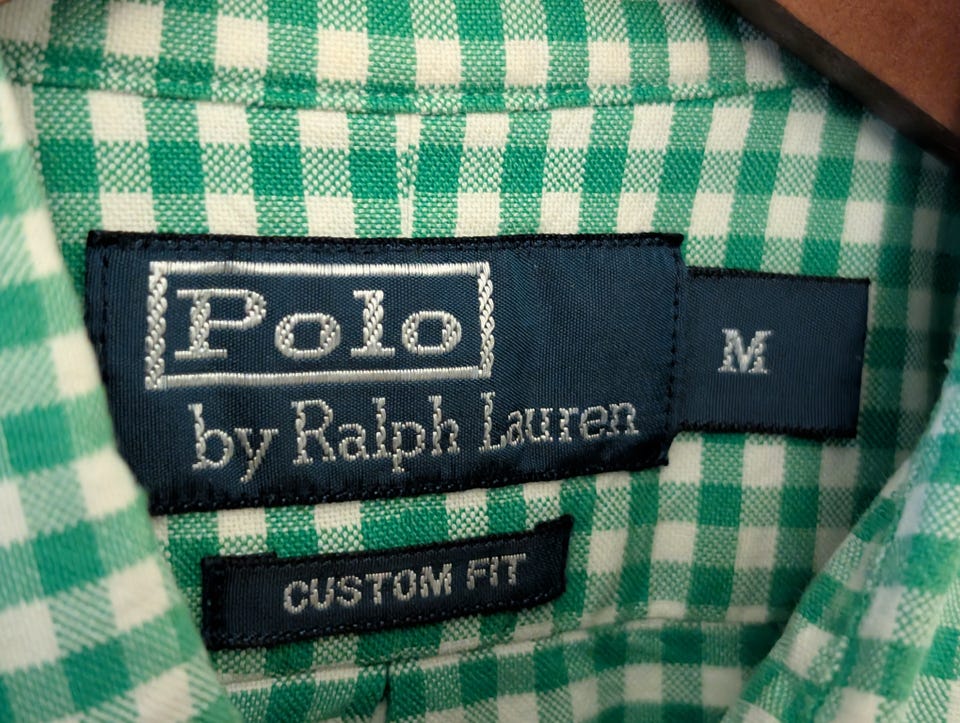 Polo
by Ralph Lauren
M
CUSTOM FIT